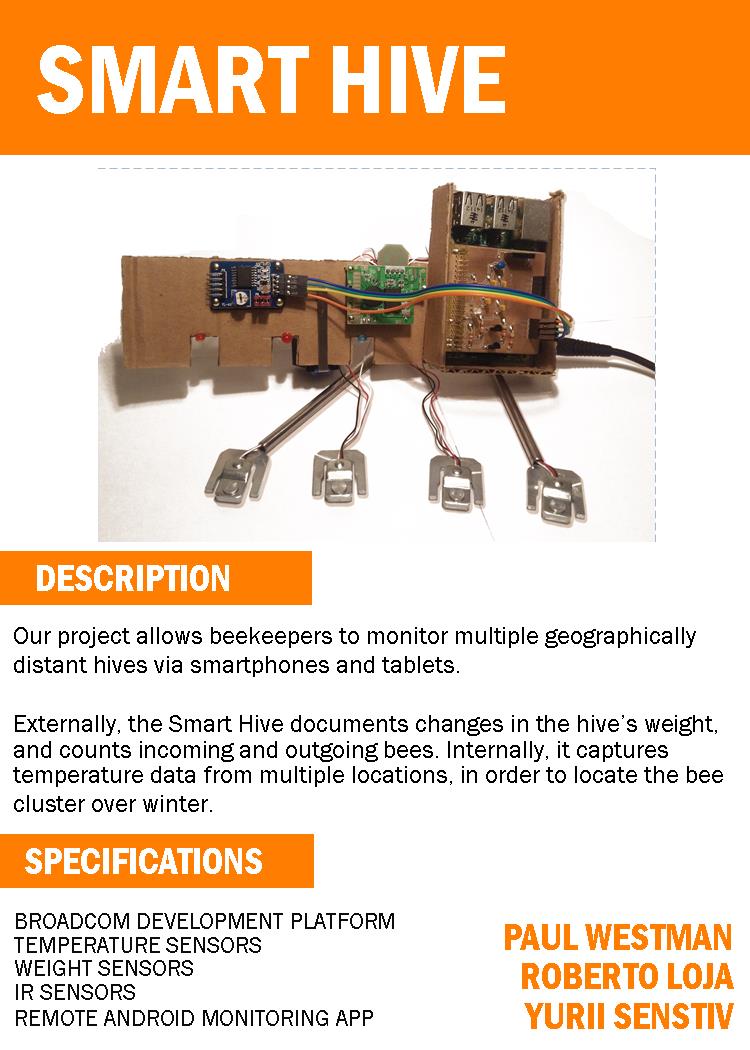 SMART HIVE
DESCRIPTION
Our project allows beekeepers to monitor multiple geographically
distant hives via smartphones and tablets.
Externally, the Smart Hive documents changes in the hive’s weight,
and counts incoming and outgoing bees. Internally, it captures
temperature data from multiple locations, in order to locate the bee
cluster over winter.
SPECIFICATIONS
BROADCOM DEVELOPMENT PLATFORM
TEMPERATURE SENSORS
WEIGHT SENSORS
IR SENSORS
REMOTE ANDROID MONITORING APP
PAUL WESTMAN
ROBERTO LOJA
YURII SENSTIV